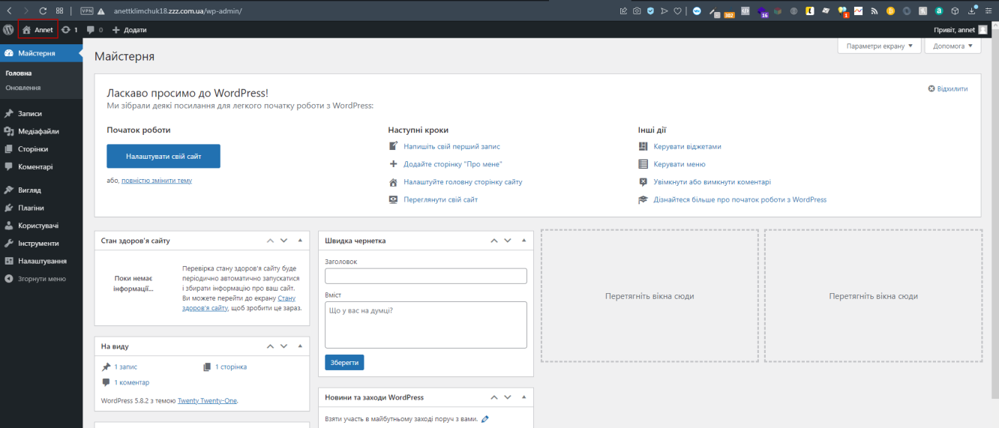 VPN anettklimchuk18.zzz.com.ua/wp-admin/ 302 16 1
Annet 1 0 Додати Привіт, annet
Майстерня
Головна
Оновлення
Записи
Медіафайли
Сторінки
Коментарі
Вигляд
Плагіни
Користувачі
Інструменти
Налаштування
Згорнути меню
Майстерня
Параметри екрану Допомога
Ласкаво просимо до WordPress!
Відхилити
Ми зібрали деякі посилання для легкого початку роботи з WordPress:
Початок роботи
Налаштувати свій сайт
або, повністю змінити тему
Наступні кроки
Напишіть свій перший запис
Додайте сторінку "Про мене"
Налаштуйте головну сторінку сайту
Переглянути свій сайт
Інші дії
Керувати віджетами
Керувати меню
Увімкнути або вимкнути коментарі
Дізнайтеся більше про початок роботи з WordPress
Стан здоров'я сайту
Поки немає
інформації...
Перевірка стану здоров'я сайту буде
періодично автоматично запускатися
і збирати інформацію про ваш сайт.
Ви можете перейти до екрану Стану
здоров'я сайту, щоб зробити це зараз.
На виду
1 запис 1 сторінка
1 коментар
WordPress 5.8.2 з темою Twenty Twenty-One.
Швидка чернетка
Заголовок
Вміст
Що у вас на думці?
Зберегти
Новини та заходи WordPress
Взяти участь в майбутньому заході поруч з вами.
Перетягніть вікна сюди
Перетягніть вікна сюди